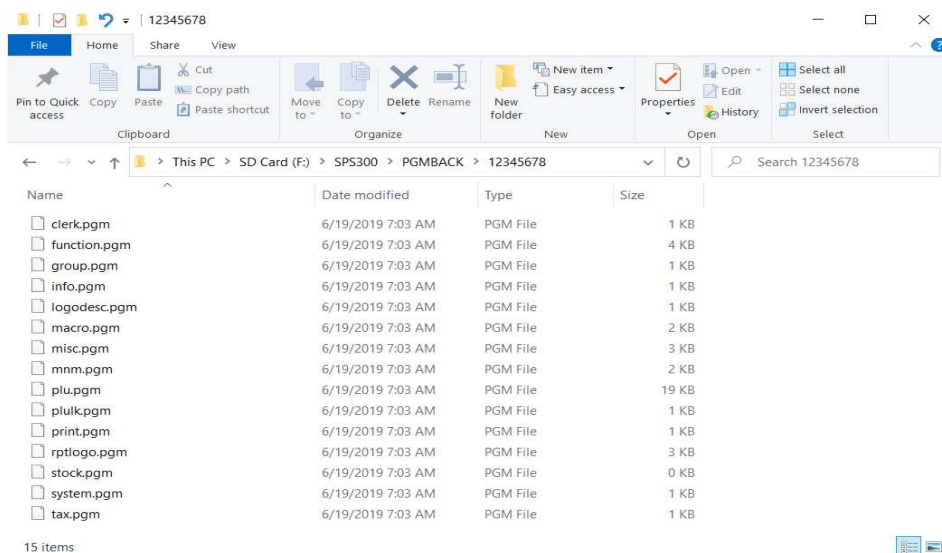 12345678
File Home Share View
Pin to Quick access
Copy
Paste
Cut
Copy path
Paste shortcut
Clipboard
Move to
Copy to
Delete
Rename
Organize
New folder
New item
Easy access
New
Properties
Open
Edit
History
Open
Select all
Select none
Invert selection
Select
This PC > SD Card (F:) > SPS300 > PGMBACK > 12345678
Search 12345678
Name Date modified Type Size
clerk.pgm 6/19/2019 7:03 AM PGM File 1 KB
function.pgm 6/19/2019 7:03 AM PGM File 4 KB
group.pgm 6/19/2019 7:03 AM PGM File 1 KB
info.pgm 6/19/2019 7:03 AM PGM File 1 KB
logodesc.pgm 6/19/2019 7:03 AM PGM File 1 KB
macro.pgm 6/19/2019 7:03 AM PGM File 2 KB
misc.pgm 6/19/2019 7:03 AM PGM File 3 KB
mnm.pgm 6/19/2019 7:03 AM PGM File 2 KB
plu.pgm 6/19/2019 7:03 AM PGM File 19 KB
plulk.pgm 6/19/2019 7:03 AM PGM File 1 KB
print.pgm 6/19/2019 7:03 AM PGM File 1 KB
rptlogo.pgm 6/19/2019 7:03 AM PGM File 3 KB
stock.pgm 6/19/2019 7:03 AM PGM File 0 KB
system.pgm 6/19/2019 7:03 AM PGM File 1 KB
tax.pgm 6/19/2019 7:03 AM PGM File 1 KB
15 items